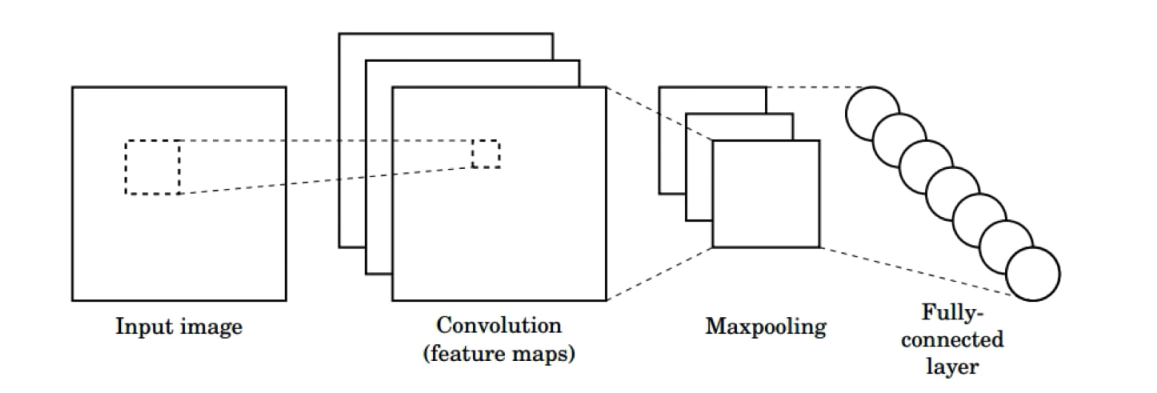 Input image
Convolution
(feature maps)
Maxpooling
Fully-
connected
layer